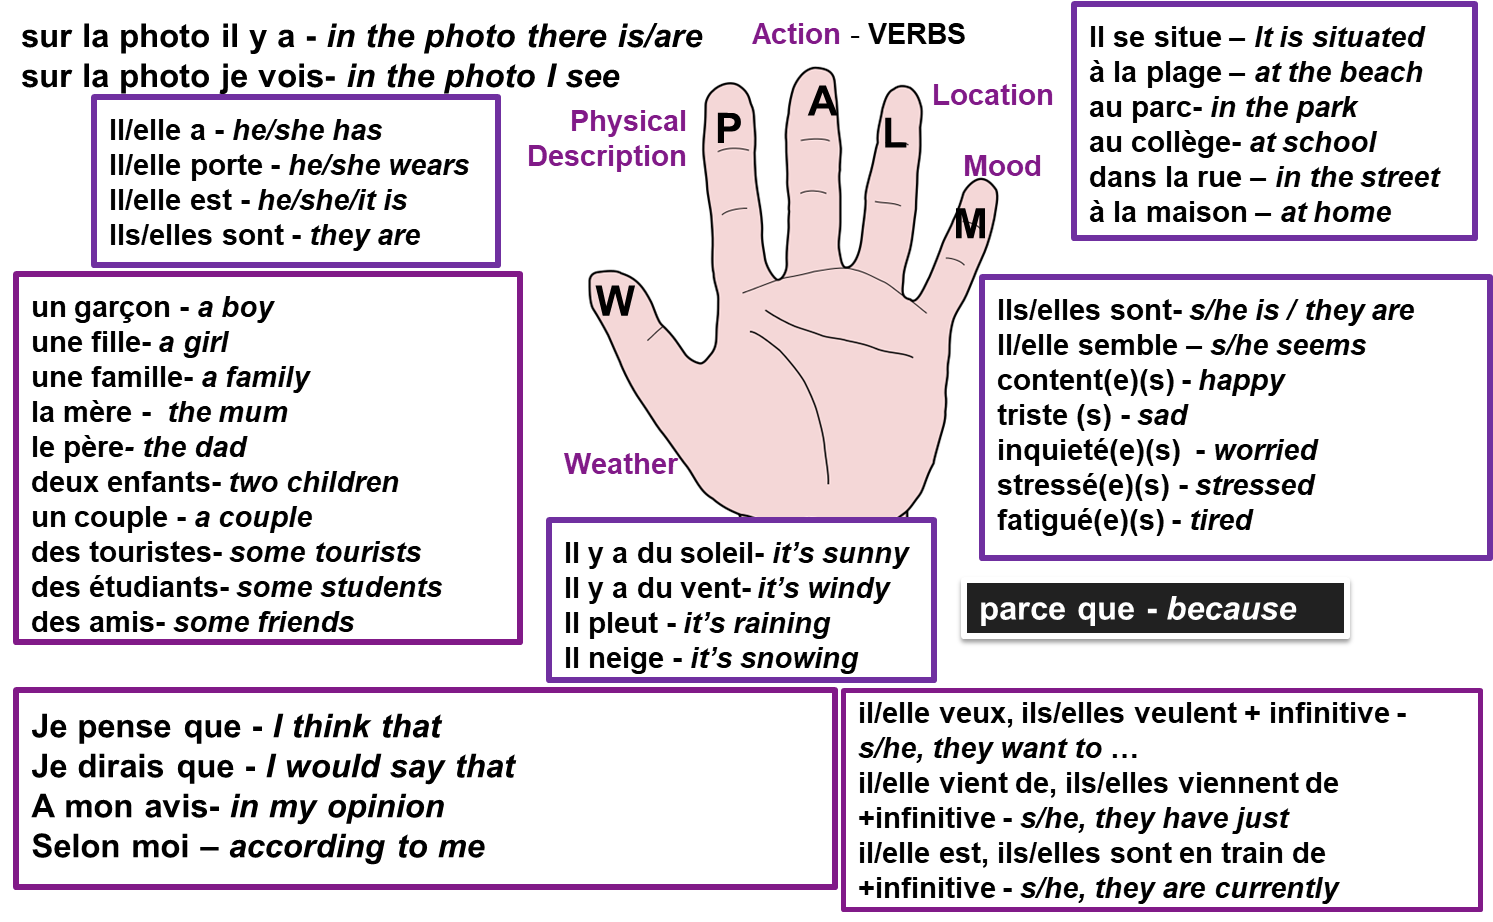 sur la photo il y a - in the photo there is/are
sur la photo je vois- in the photo I see
Il/elle a - he/she has
Il/elle porte - he/she wears
Il/elle est - he/she/it is
Ils/elles sont - they are
un garçon - a boy
une fille- a girl
une famille- a family
la mère - the mum
le père- the dad
deux enfants- two children
un couple - a couple
des touristes- some tourists
des étudiants- some students
des amis- some friends
Action - VERBS
Physical
Description
Location
Mood
Weather
W
P
A
L
M
Il y a du soleil- it’s sunny
Il y a du vent- it’s windy
Il pleut - it’s raining
Il neige - it’s snowing
Il se situe – It is situated
à la plage – at the beach
au parc- in the park
au collège- at school
dans la rue – in the street
à la maison – at home
Ils/elles sont- s/he is / they are
Il/elle semble – s/he seems
content(e)(s) - happy
triste (s) - sad
inquieté(e)(s) - worried
stressé(e)(s) - stressed
fatigué(e)(s) - tired
parce que - because
Je pense que - I think that
Je dirais que - I would say that
A mon avis- in my opinion
Selon moi – according to me
il/elle veux, ils/elles veulent + infinitive -
s/he, they want to …
il/elle vient de, ils/elles viennent de
+infinitive - s/he, they have just
il/elle est, ils/elles sont en train de
+infinitive - s/he, they are currently